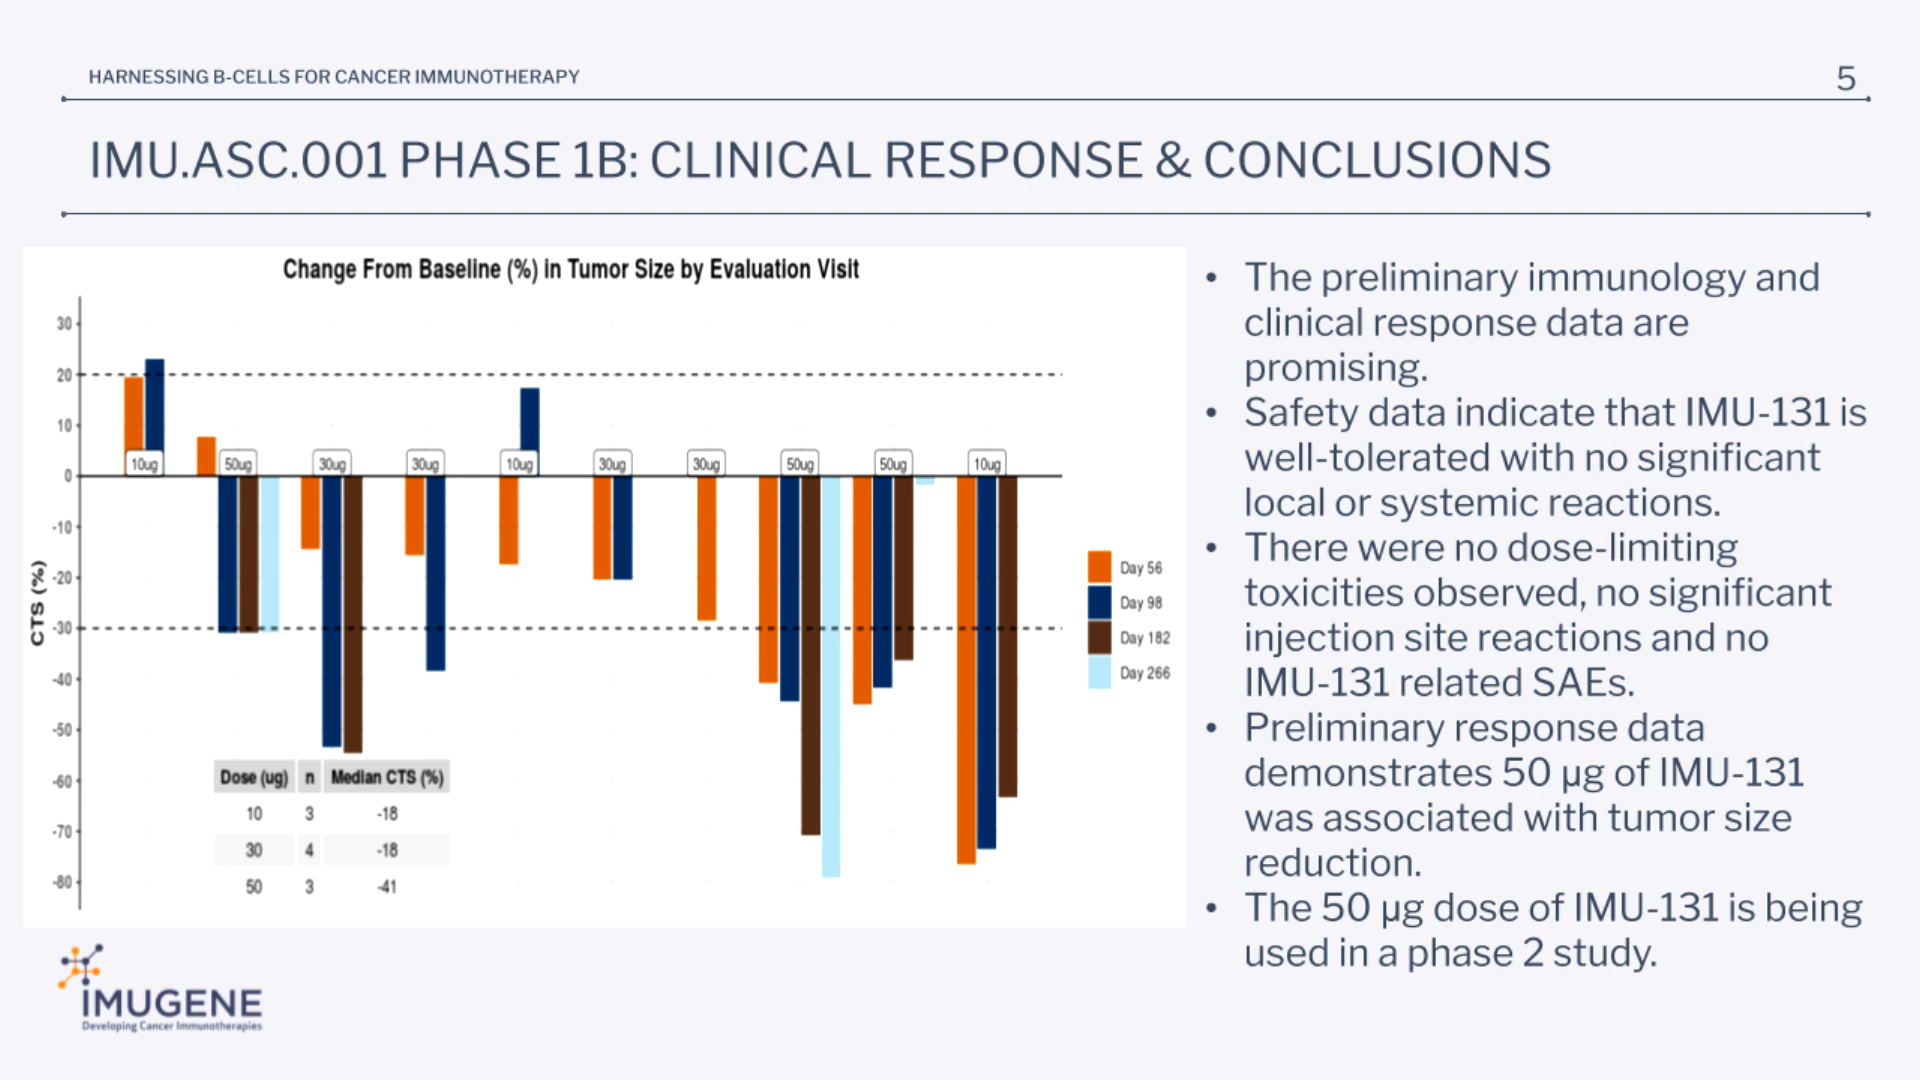 HARNESSING B-CELLS FOR CANCER IMMUNOTHERAPY
5
IMU.ASC.001 PHASE 1B: CLINICAL RESPONSE & CONCLUSIONS
Change From Baseline (%) in Tumor Size by Evaluation Visit
30
20
10
0
-10
-20
-30
-40
-50
-60
-70
-80
CTS (%)
10ug 50ug 30ug 30ug 10ug 30ug 30ug 50ug 50ug 10ug
Day 56
Day 98
Day 182
Day 266
Dose (ug) n Median CTS (%)
10 3 -18
30 4 -18
50 3 -41
• The preliminary immunology and
clinical response data are
promising.
• Safety data indicate that IMU-131 is
well-tolerated with no significant
local or systemic reactions.
• There were no dose-limiting
toxicities observed, no significant
injection site reactions and no
IMU-131 related SAEs.
• Preliminary response data
demonstrates 50 µg of IMU-131
was associated with tumor size
reduction.
• The 50 µg dose of IMU-131 is being
used in a phase 2 study.
IMUGENE
Developing Cancer Immunotherapies